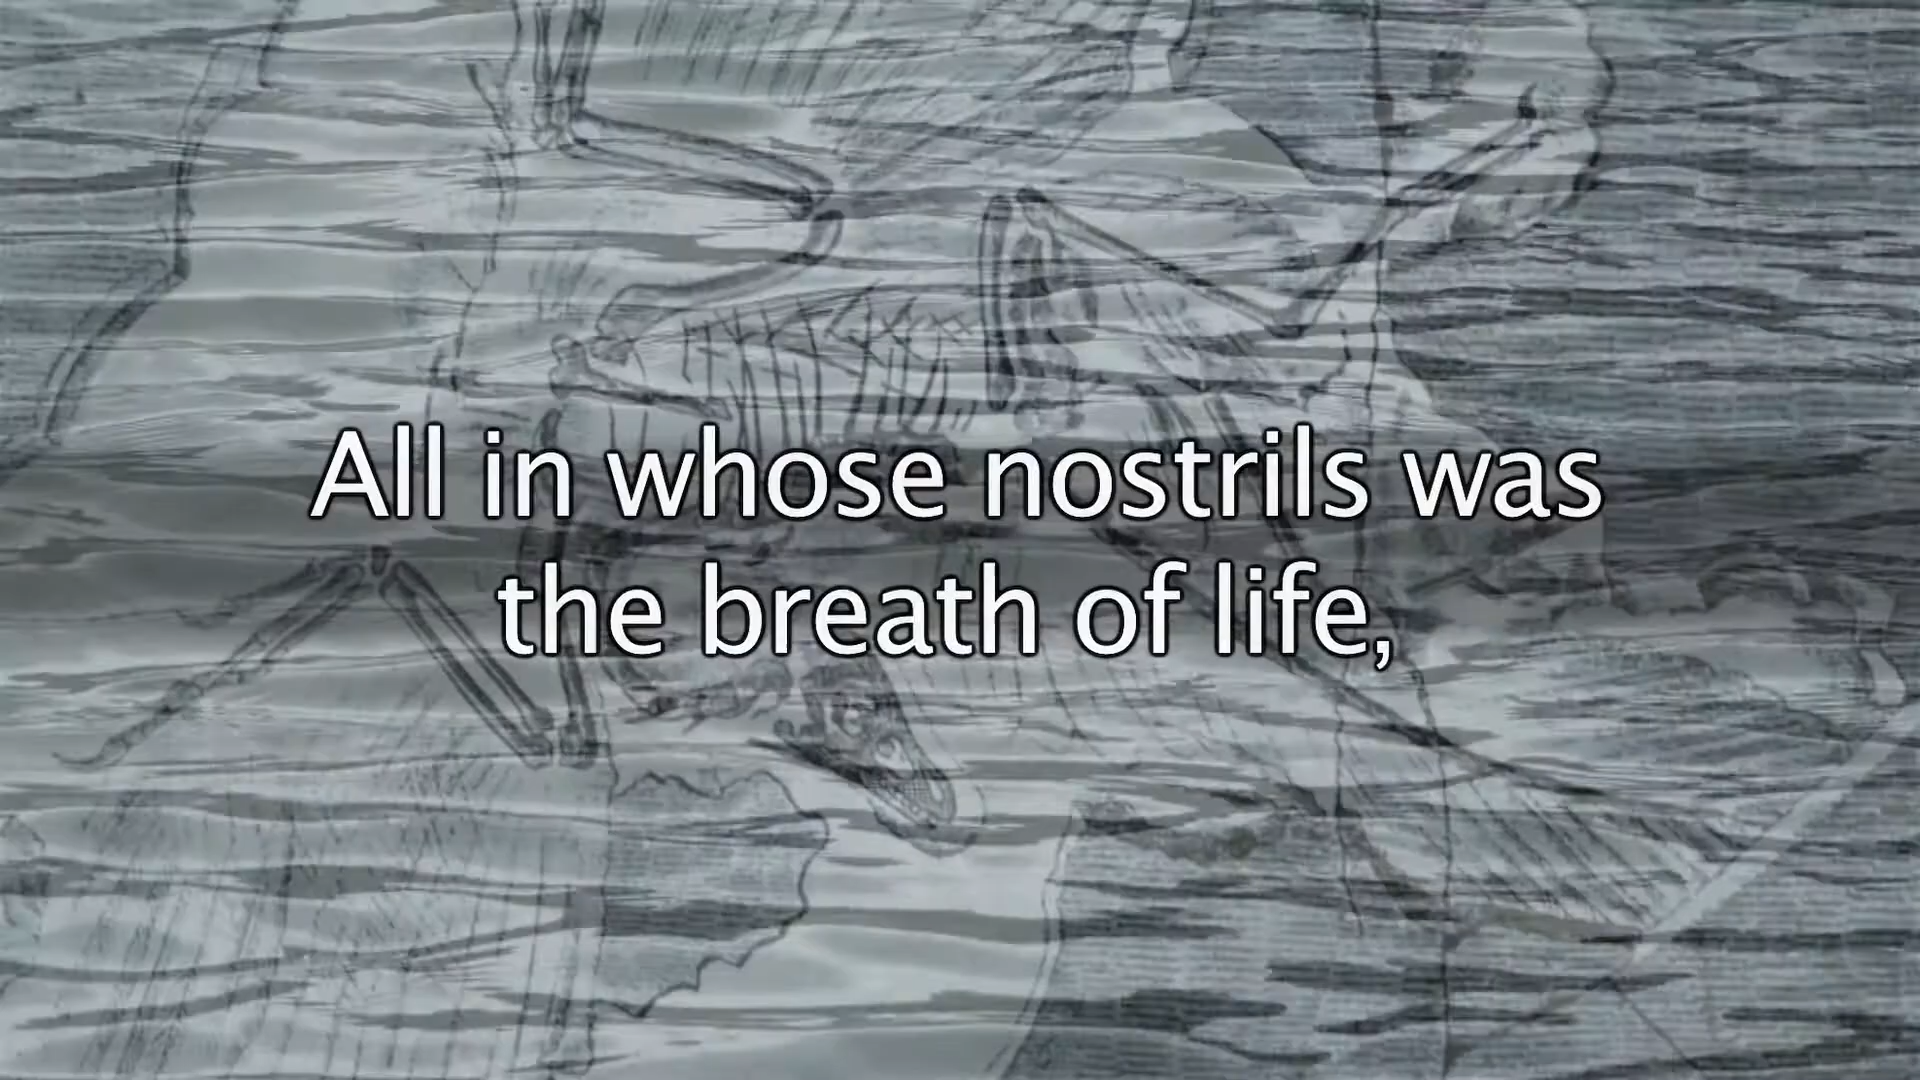 All in whose nostrils was
the breath of life,